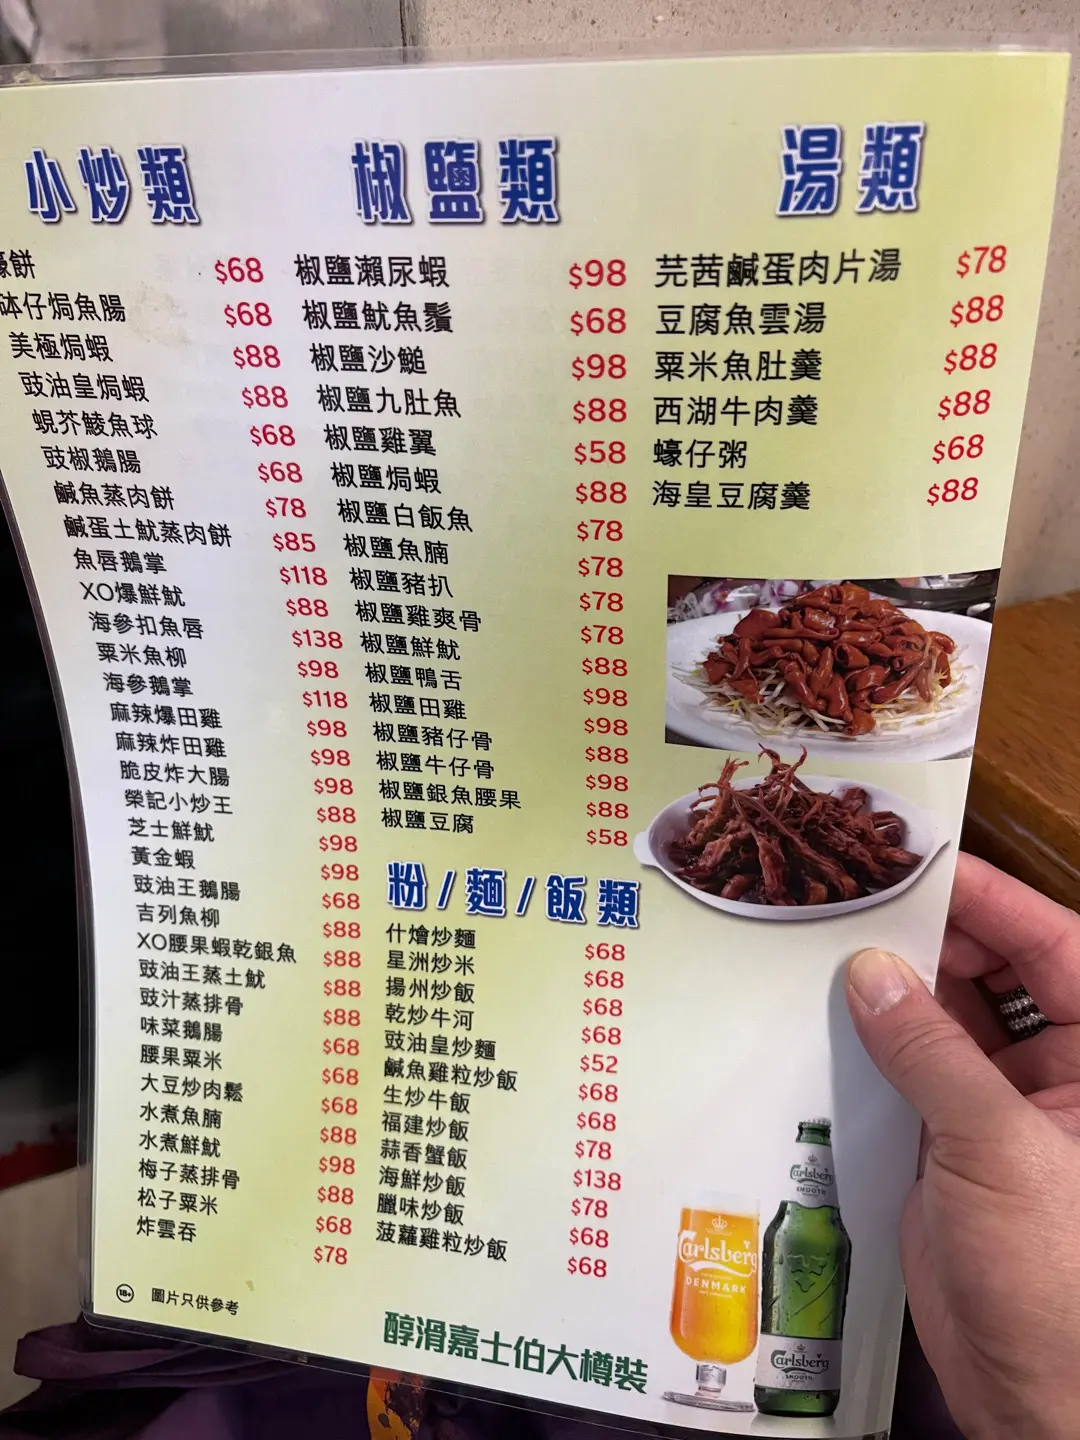 小炒類
蠔餅 $68
砵仔焗魚腸 $68
美極焗蝦 $88
豉油皇焗蝦 $88
蜆芥鯪魚球 $68
豉椒鵝腸 $68
鹹魚蒸肉餅 $78
鹹蛋土魷蒸肉餅 $85
魚唇鵝掌 $118
XO爆鮮魷 $88
海參扣魚唇 $138
粟米魚柳 $98
海參鵝掌 $118
麻辣爆田雞 $98
麻辣炸田雞 $98
脆皮炸大腸 $98
榮記小炒王 $88
芝士鮮魷 $98
黃金蝦 $98
豉油王鵝腸 $68
吉列魚柳 $88
XO腰果蝦乾銀魚 $88
豉油王蒸土魷 $88
豉汁蒸排骨 $88
味菜鵝腸 $68
腰果粟米 $68
大豆炒肉鬆 $68
水煮魚腩 $88
水煮鮮魷 $98
梅子蒸排骨 $88
松子粟米 $68
炸雲吞 $78
18+ 圖片只供參考
椒鹽類
椒鹽瀨尿蝦 $98
椒鹽魷魚鬚 $68
椒鹽沙鎚 $98
椒鹽九肚魚 $88
椒鹽雞翼 $58
椒鹽焗蝦 $88
椒鹽白飯魚 $78
椒鹽魚腩 $78
椒鹽豬扒 $78
椒鹽雞爽骨 $78
椒鹽鮮魷 $88
椒鹽鴨舌 $98
椒鹽田雞 $98
椒鹽豬仔骨 $88
椒鹽牛仔骨 $98
椒鹽銀魚腰果 $88
椒鹽豆腐 $58
粉/麵/飯類
什燴炒麵 $68
星洲炒米 $68
揚州炒飯 $68
乾炒牛河 $68
豉油皇炒麵 $52
鹹魚雞粒炒飯 $68
生炒牛飯 $68
福建炒飯 $78
蒜香蟹飯 $138
海鮮炒飯 $78
臘味炒飯 $68
菠蘿雞粒炒飯 $68
湯類
芫茜鹹蛋肉片湯 $78
豆腐魚雲湯 $88
粟米魚肚羹 $88
西湖牛肉羹 $88
蠔仔粥 $68
海皇豆腐羹 $88
醇滑嘉士伯大樽裝
Carlsberg
DENMARK
Carlsberg
SMOOTH
Carlsberg
SMOOTH